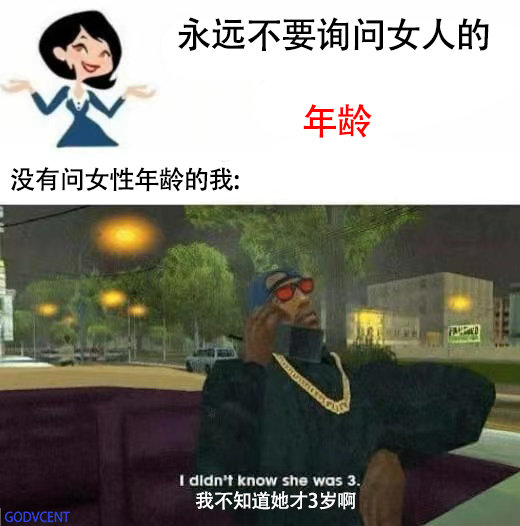 永远不要询问女人的
年龄
没有问女性年龄的我:
I didn't know she was 3.
我不知道她才3岁啊
GODVCENT